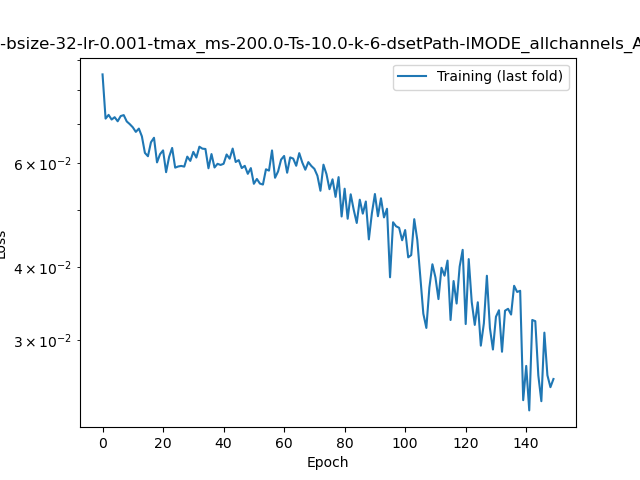 -bsize-32-lr-0.001-tmax_ms-200.0-Ts-10.0-k-6-dsetPath-IMODE_allchannels_A
Training (last fold)
6 × 10⁻²
4 × 10⁻²
3 × 10⁻²
Loss
0 20 40 60 80 100 120 140
Epoch